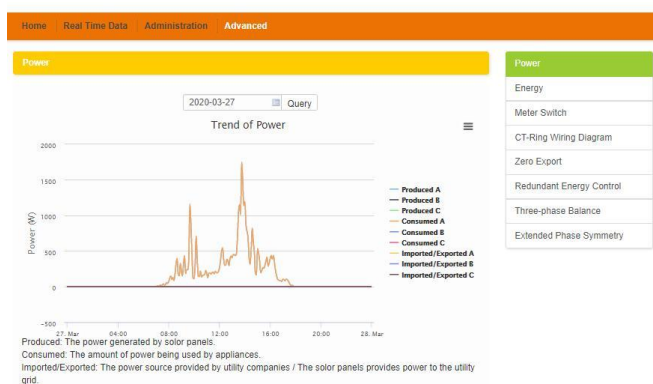 Home Real Time Data Administration Advanced
Power
2020-03-27 Query
Trend of Power
Power (W)
2000
1500
1000
500
0
-500
27. Mar 04:00 08:00 12:00 16:00 20:00 28. Mar
Produced A
Produced B
Produced C
Consumed A
Consumed B
Consumed C
Imported/Exported A
Imported/Exported B
Imported/Exported C
Produced: The power generated by solar panels.
Consumed: The amount of power being used by appliances.
Imported/Exported: The power source provided by utility companies / The solar panels provides power to the utility
grid.
Power
Energy
Meter Switch
CT-Ring Wiring Diagram
Zero Export
Redundant Energy Control
Three-phase Balance
Extended Phase Symmetry